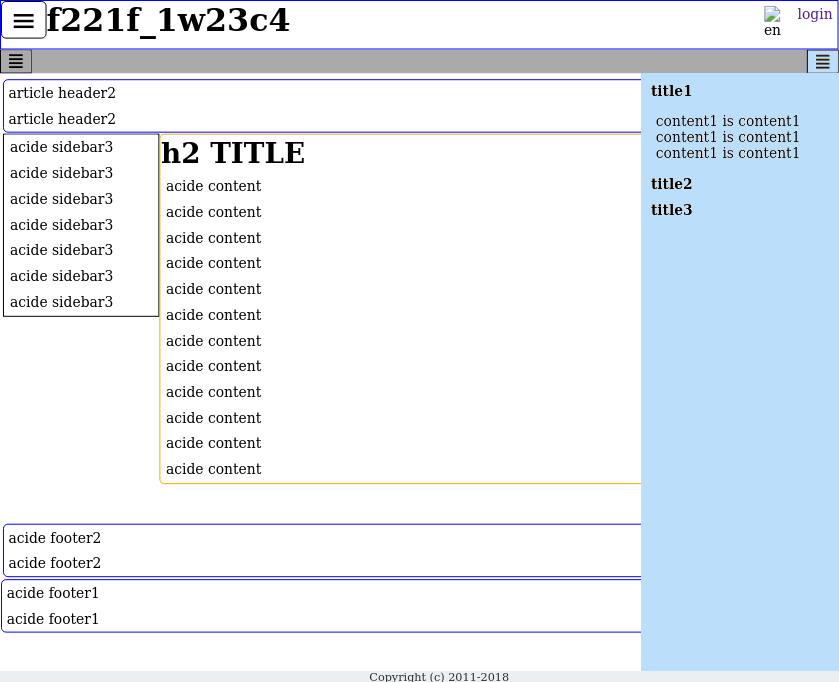 f221f_1w23c4
en
login
article header2
article header2
acide sidebar3
acide sidebar3
acide sidebar3
acide sidebar3
acide sidebar3
acide sidebar3
acide sidebar3
h2 TITLE
acide content
acide content
acide content
acide content
acide content
acide content
acide content
acide content
acide content
acide content
acide content
acide content
title1
content1 is content1
content1 is content1
content1 is content1
title2
title3
acide footer2
acide footer2
acide footer1
acide footer1
Copyright (c) 2011-2018